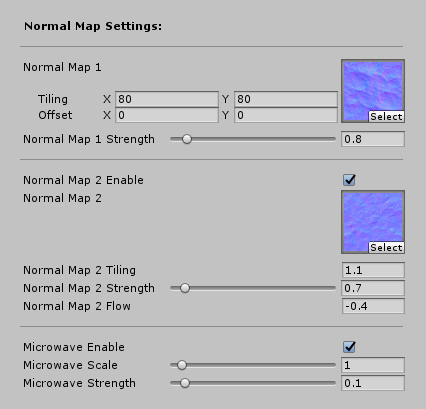 Normal Map Settings:
Normal Map 1
Tiling X 80 Y 80
Offset X 0 Y 0
Select
Normal Map 1 Strength 0.8
Normal Map 2 Enable
Normal Map 2
Select
Normal Map 2 Tiling 1.1
Normal Map 2 Strength 0.7
Normal Map 2 Flow -0.4
Microwave Enable
Microwave Scale 1
Microwave Strength 0.1